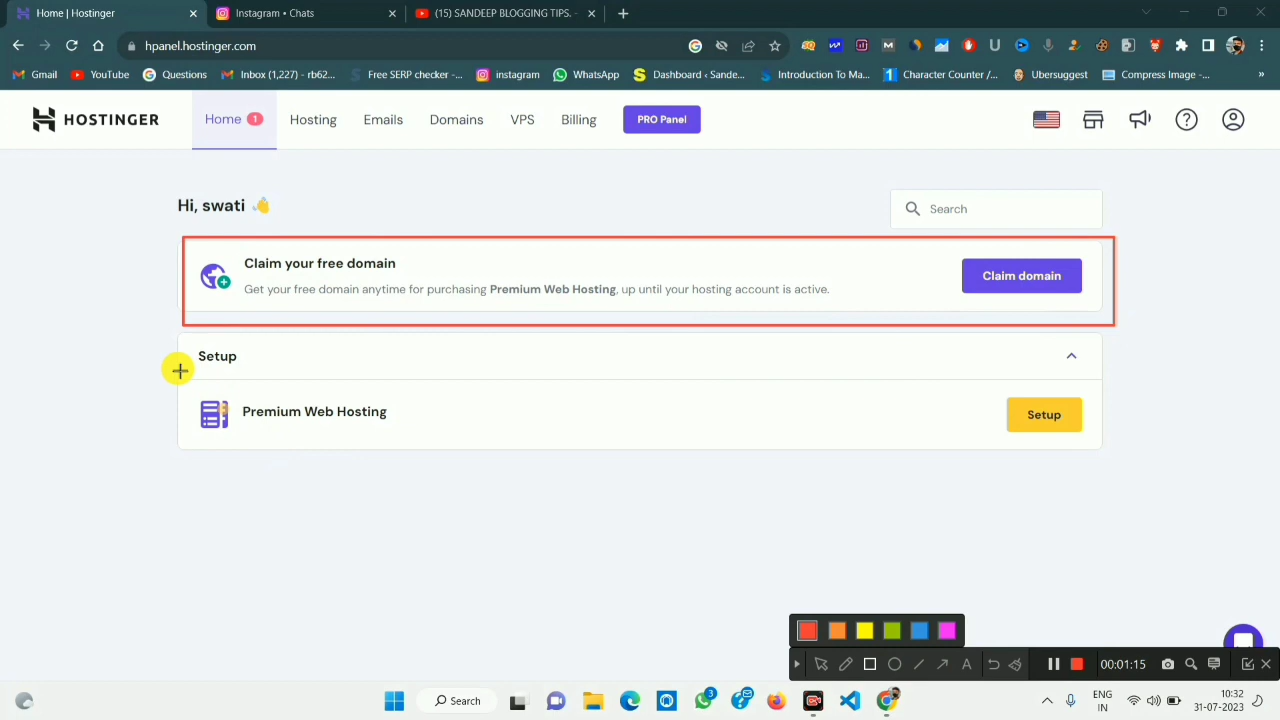 Home | Hostinger
Instagram • Chats
(15) SANDEEP BLOGGING TIPS. -
hpanel.hostinger.com
Gmail
YouTube
Questions
Inbox (1,227) - rb62...
Free SERP checker -...
instagram
WhatsApp
Dashboard ‹ Sande...
Introduction To Ma...
Character Counter /...
Ubersuggest
Compress Image -...
»
HOSTINGER
Home 1
Hosting
Emails
Domains
VPS
Billing
PRO Panel
Hi, swati 👋
Search
Claim your free domain
Get your free domain anytime for purchasing Premium Web Hosting, up until your hosting account is active.
Claim domain
Setup
Premium Web Hosting
Setup
A
00:01:15
Search
3
ENG
IN
10:32
31-07-2023